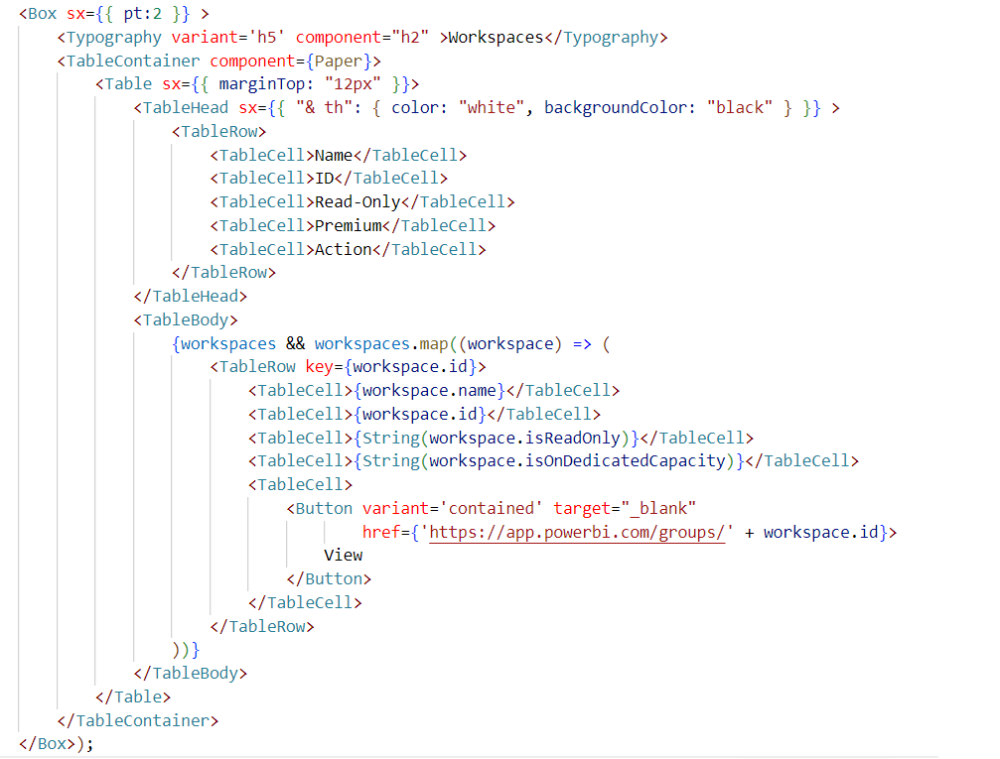 <Box sx={{ pt:2 }} >
<Typography variant='h5' component="h2" >Workspaces</Typography>
<TableContainer component={Paper}>
<Table sx={{ marginTop: "12px" }}>
<TableHead sx={{ "& th": { color: "white", backgroundColor: "black" } }} >
<TableRow>
<TableCell>Name</TableCell>
<TableCell>ID</TableCell>
<TableCell>Read-Only</TableCell>
<TableCell>Premium</TableCell>
<TableCell>Action</TableCell>
</TableRow>
</TableHead>
<TableBody>
{workspaces && workspaces.map((workspace) => (
<TableRow key={workspace.id}>
<TableCell>{workspace.name}</TableCell>
<TableCell>{workspace.id}</TableCell>
<TableCell>{String(workspace.isReadOnly)}</TableCell>
<TableCell>{String(workspace.isOnDedicatedCapacity)}</TableCell>
<TableCell>
<Button variant='contained' target="_blank"
href={'https://app.powerbi.com/groups/' + workspace.id}>
View
</Button>
</TableCell>
</TableRow>
))}
</TableBody>
</Table>
</TableContainer>
</Box>);